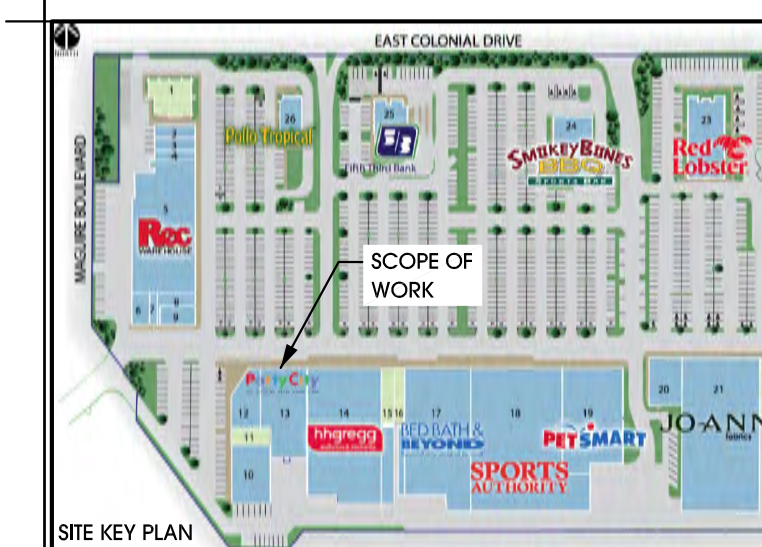 NORTH
EAST COLONIAL DRIVE
MAGUIRE BOULEVARD
1
26
Pollo Tropical
25
Fifth Third Bank
24
SMOKEY BONES
BBQ
SPORTS BAR
23
Red
Lobster
5
Rec
WAREHOUSE
6
7
8
9
SCOPE OF
WORK
Party City
12
13
14
15
16
17
18
19
20
21
11
10
hhgregg
BED BATH &
BEYOND
PETSMART
SPORTS
AUTHORITY
JO-ANN
fabrics
SITE KEY PLAN